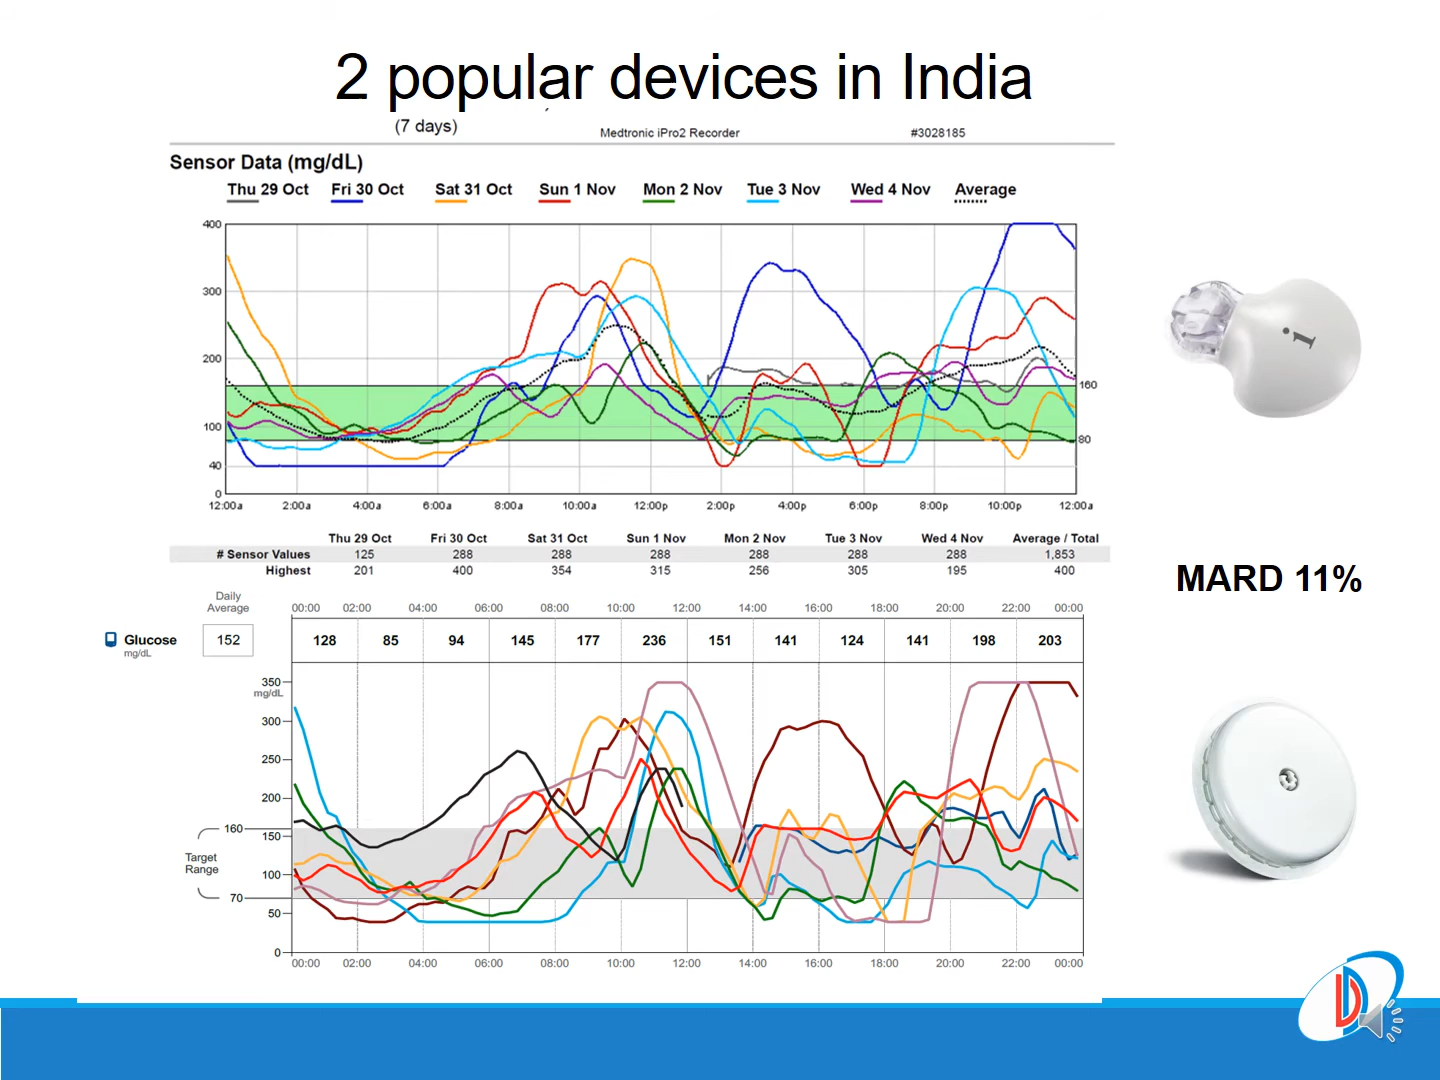 2 popular devices in India
(7 days)
Medtronic iPro2 Recorder #3028185
Sensor Data (mg/dL)
Thu 29 Oct Fri 30 Oct Sat 31 Oct Sun 1 Nov Mon 2 Nov Tue 3 Nov Wed 4 Nov Average
400
300
200
160
100
80
40
0
12:00a 2:00a 4:00a 6:00a 8:00a 10:00a 12:00p 2:00p 4:00p 6:00p 8:00p 10:00p 12:00a
Thu 29 Oct Fri 30 Oct Sat 31 Oct Sun 1 Nov Mon 2 Nov Tue 3 Nov Wed 4 Nov Average / Total
# Sensor Values 125 288 288 288 288 288 288 1,853
Highest 201 400 354 315 256 305 195 400
MARD 11%
Daily
Average
00:00 02:00 04:00 06:00 08:00 10:00 12:00 14:00 16:00 18:00 20:00 22:00 00:00
Glucose 152 128 85 94 145 177 236 151 141 124 141 198 203
mg/dL
350
mg/dL
300
250
200
160
150
Target
Range
100
70
50
0
00:00 02:00 04:00 06:00 08:00 10:00 12:00 14:00 16:00 18:00 20:00 22:00 00:00